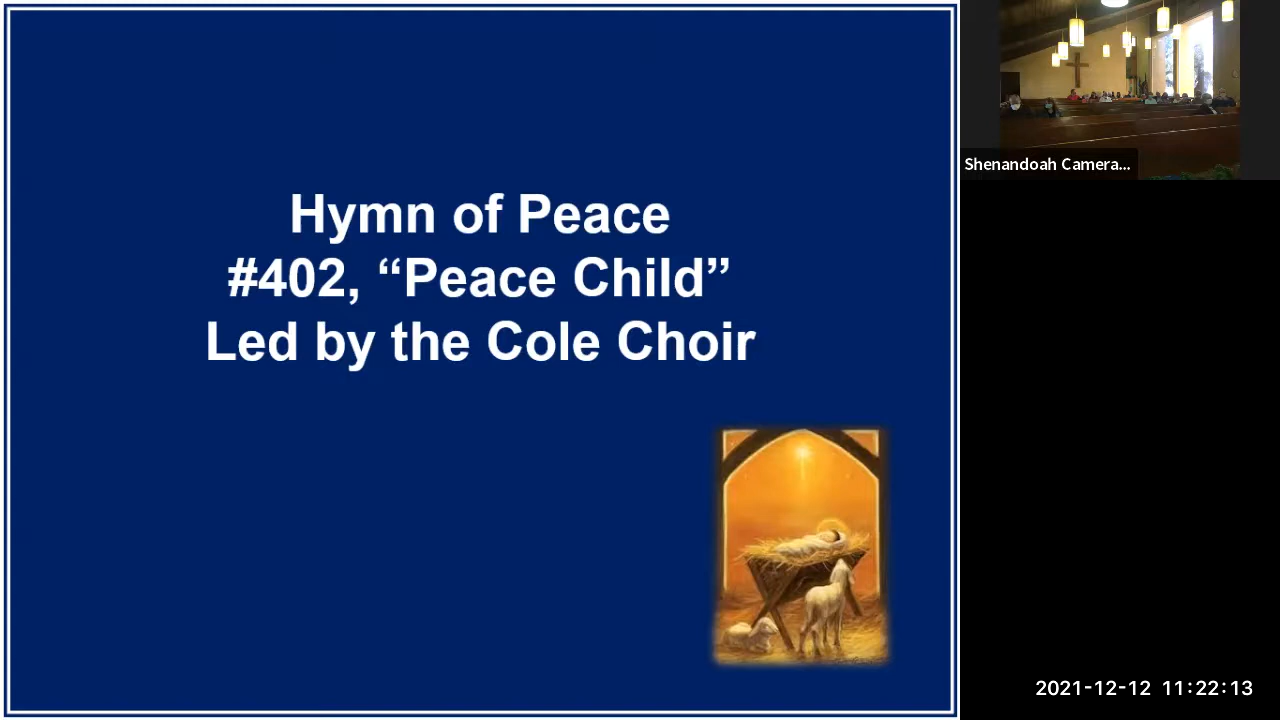 Hymn of Peace
#402, “Peace Child”
Led by the Cole Choir
Shenandoah Camera...
2021-12-12 11:22:13